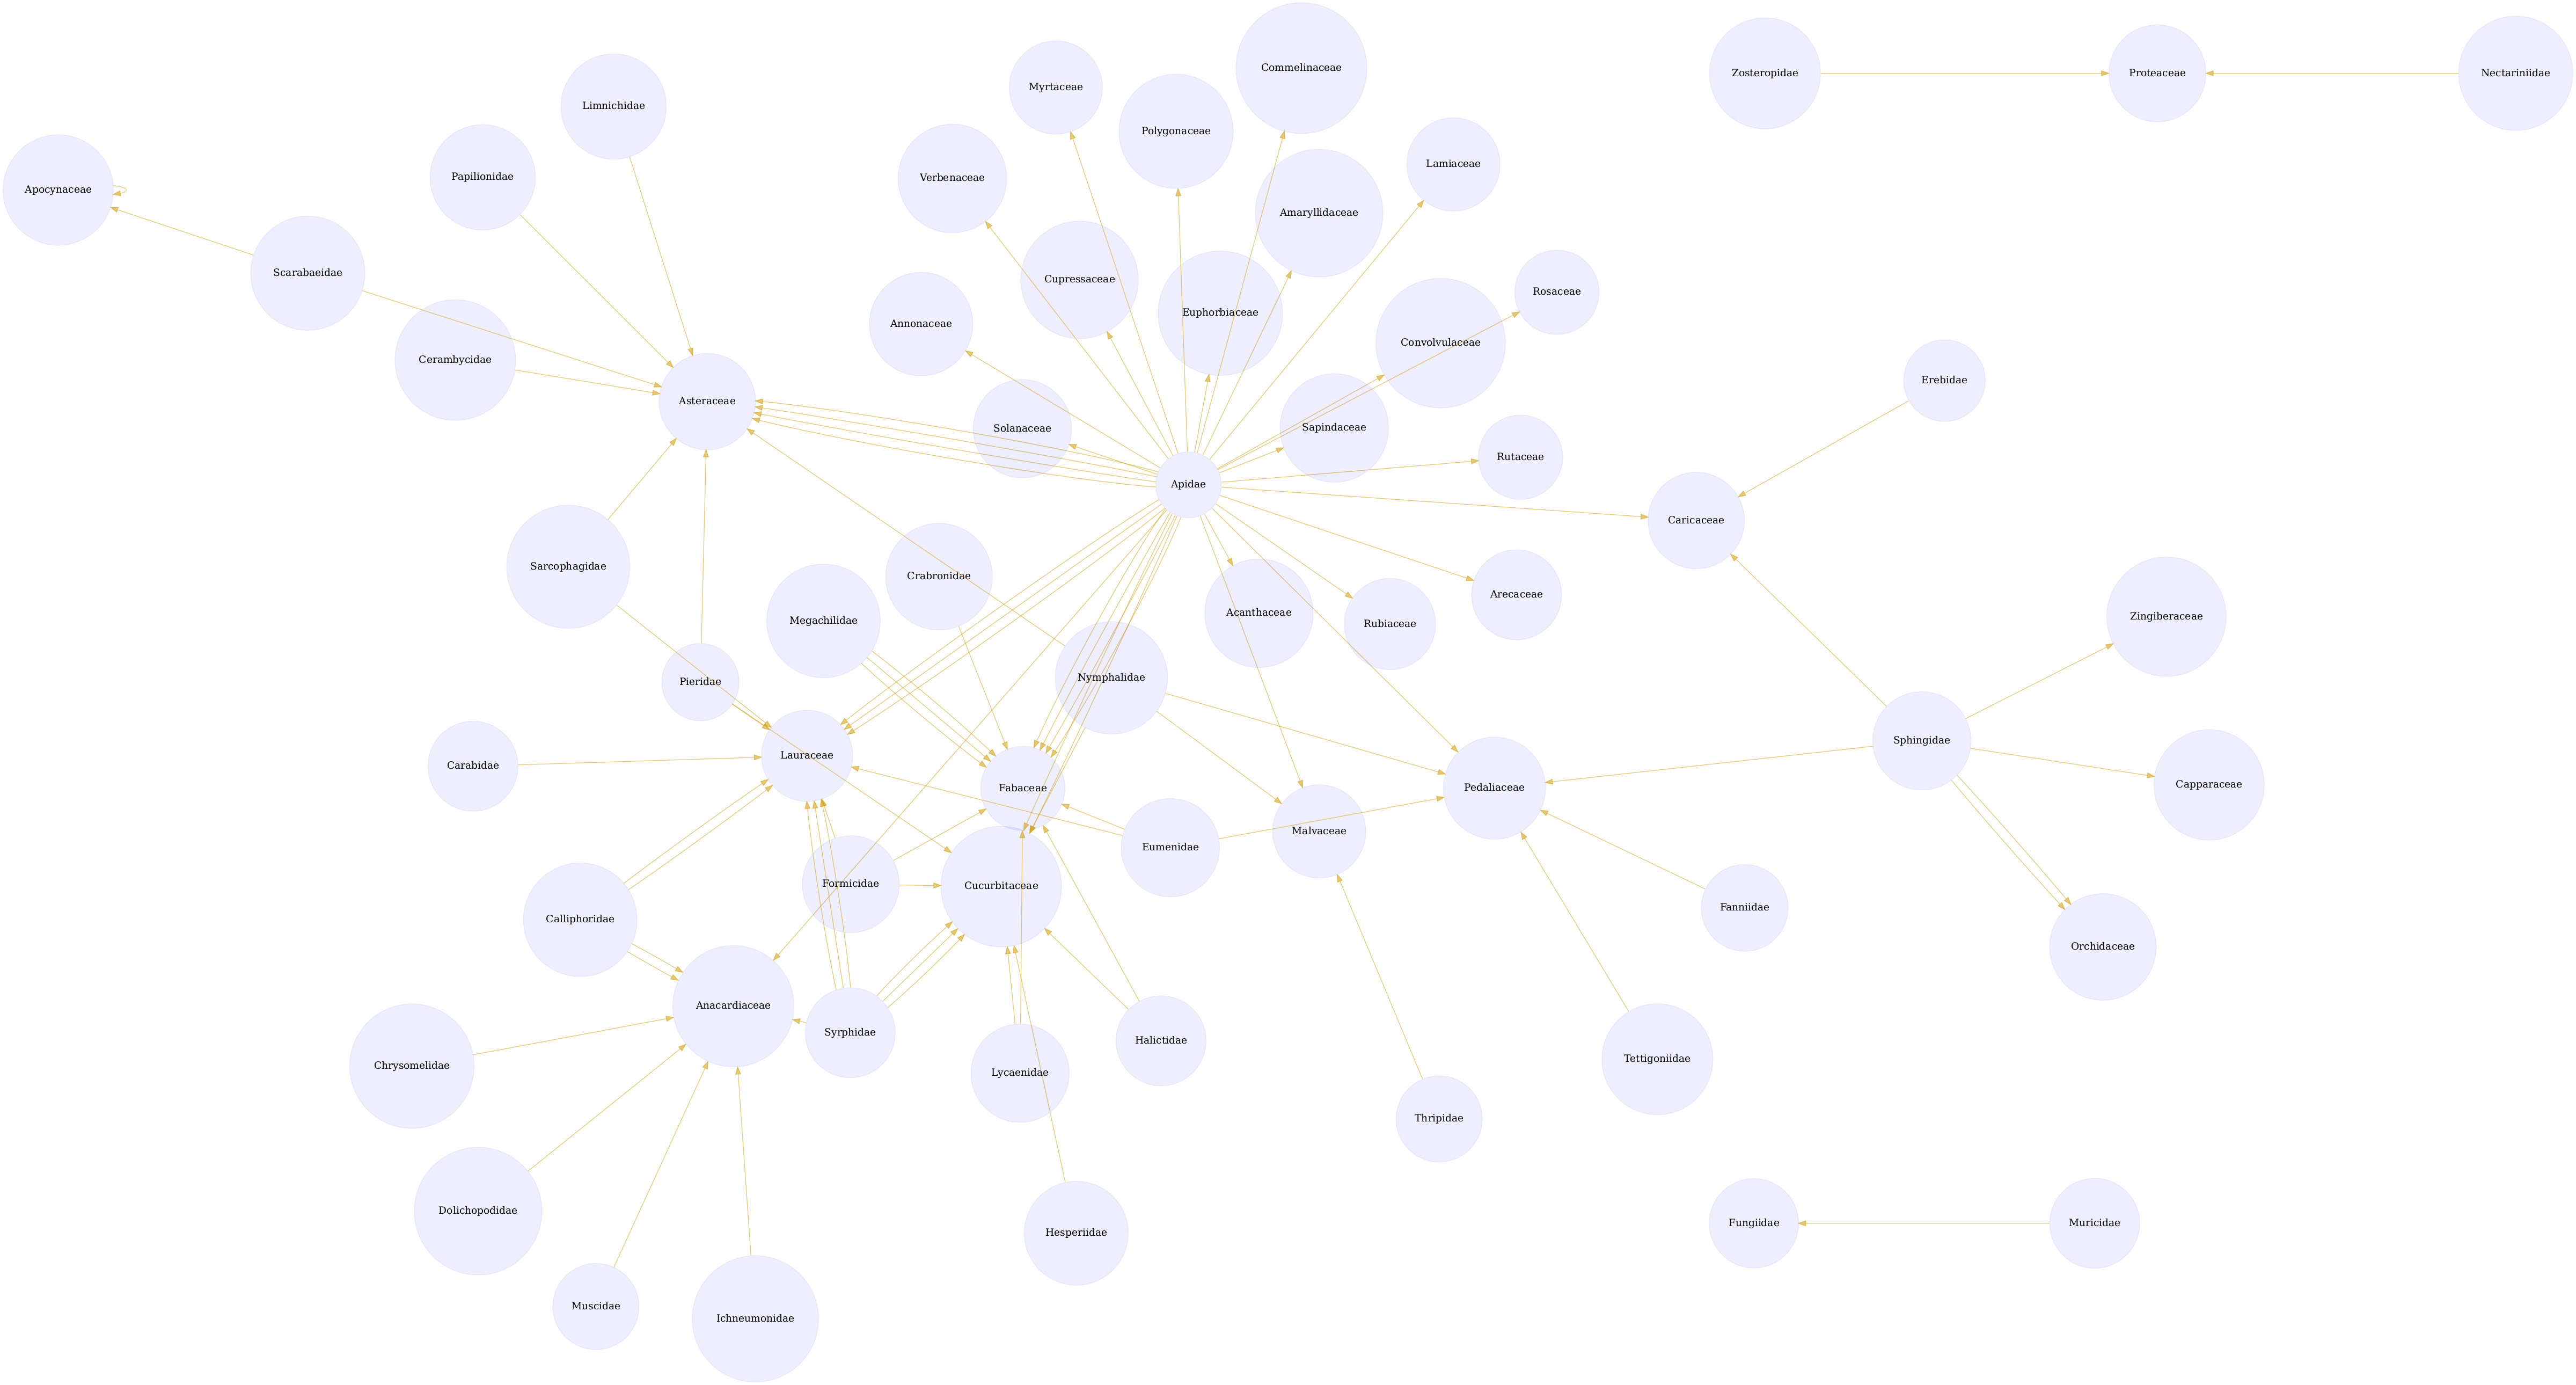 Commelinaceae
Zosteropidae
Proteaceae
Nectariniidae
Myrtaceae
Limnichidae
Polygonaceae
Lamiaceae
Papilionidae
Verbenaceae
Apocynaceae
Amaryllidaceae
Scarabaeidae
Cupressaceae
Rosaceae
Euphorbiaceae
Annonaceae
Convolvulaceae
Cerambycidae
Erebidae
Asteraceae
Sapindaceae
Solanaceae
Rutaceae
Apidae
Caricaceae
Sarcophagidae
Crabronidae
Arecaceae
Acanthaceae
Zingiberaceae
Megachilidae
Rubiaceae
Nymphalidae
Pieridae
Sphingidae
Lauraceae
Carabidae
Capparaceae
Fabaceae
Pedaliaceae
Malvaceae
Eumenidae
Formicidae
Cucurbitaceae
Fanniidae
Calliphoridae
Orchidaceae
Anacardiaceae
Syrphidae
Halictidae
Tettigoniidae
Chrysomelidae
Lycaenidae
Thripidae
Dolichopodidae
Fungiidae
Muricidae
Hesperiidae
Muscidae
Ichneumonidae